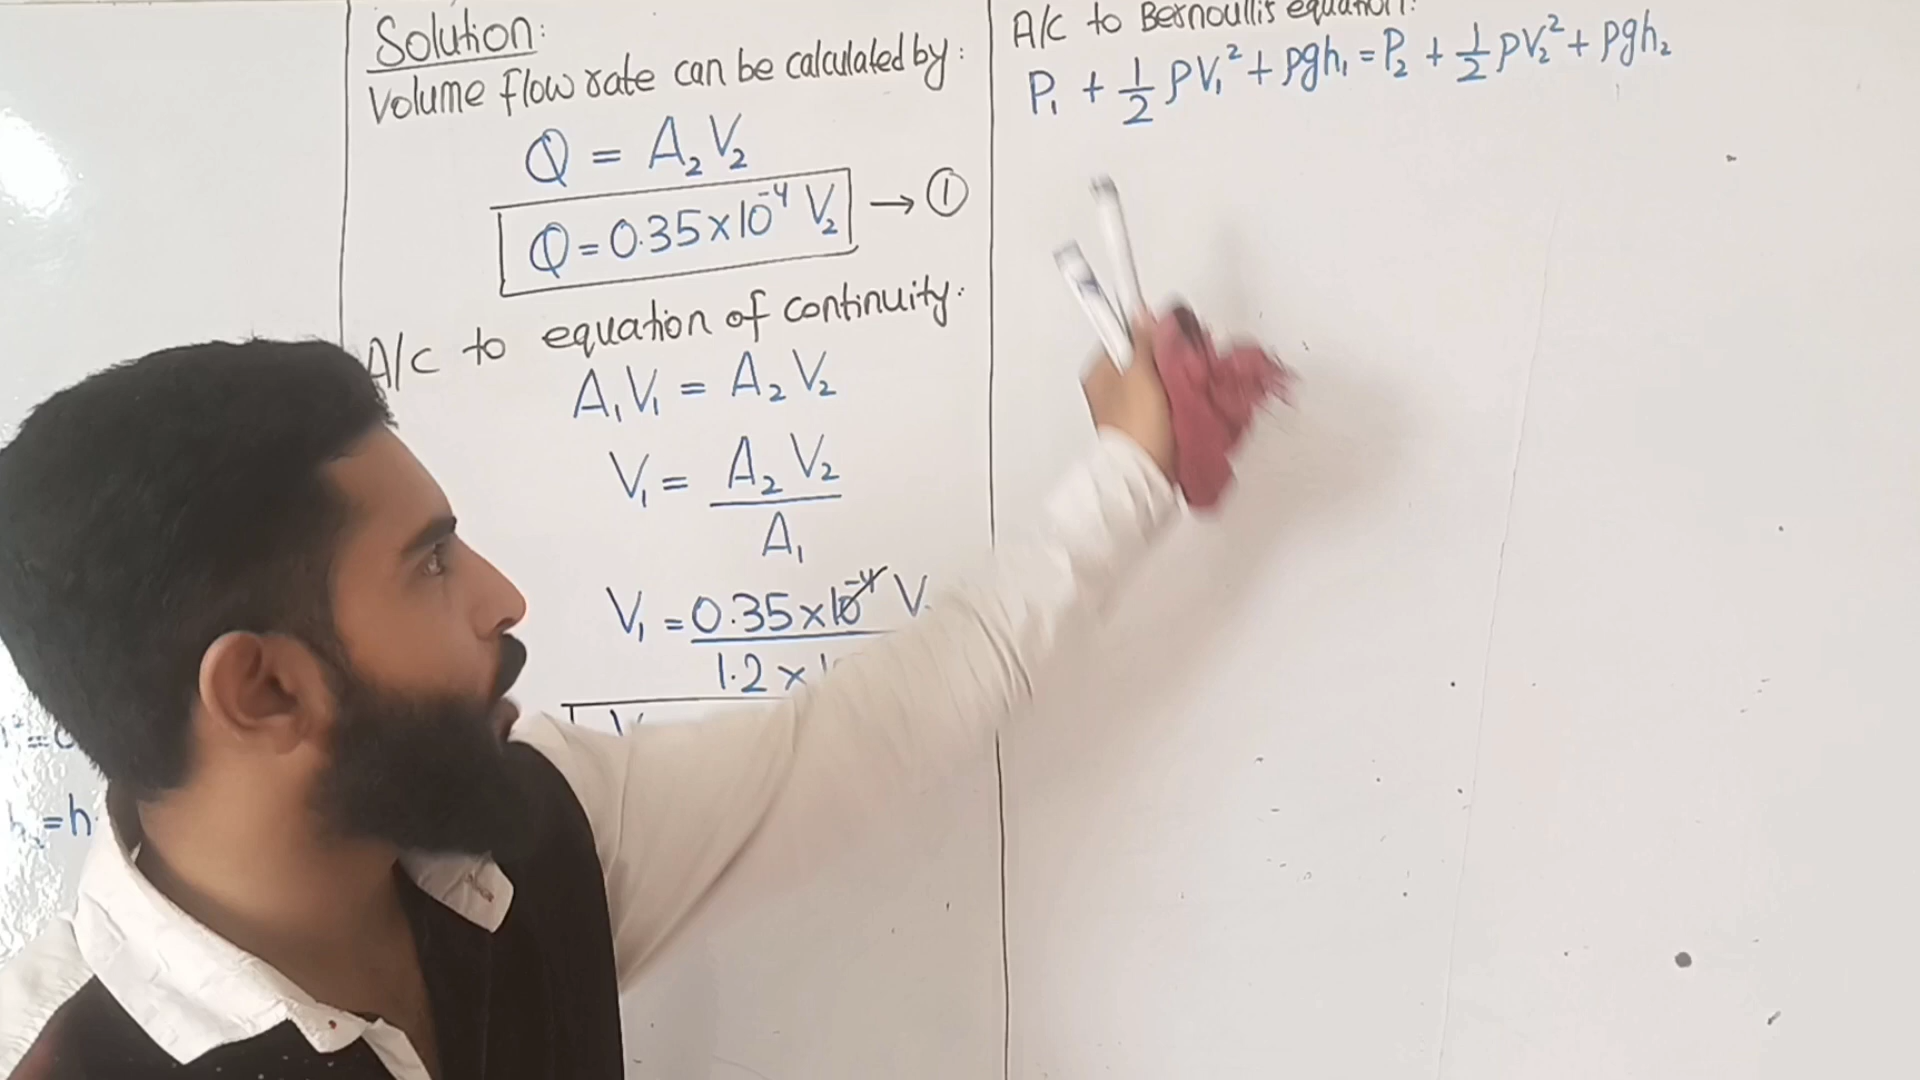 Solution:
Volume flow rate can be calculated by:
Q = A₂V₂
Q = 0.35×10⁻⁴ V₂ → ①
A/c to equation of continuity:
A₁V₁ = A₂V₂
V₁ = A₂V₂ / A₁
V₁ = 0.35×10⁻⁴ V
1.2 ×
A/c to Bernoulli's equation:
P₁ + 1/2 ρV₁² + ρgh₁ = P₂ + 1/2 ρV₂² + ρgh₂
=h